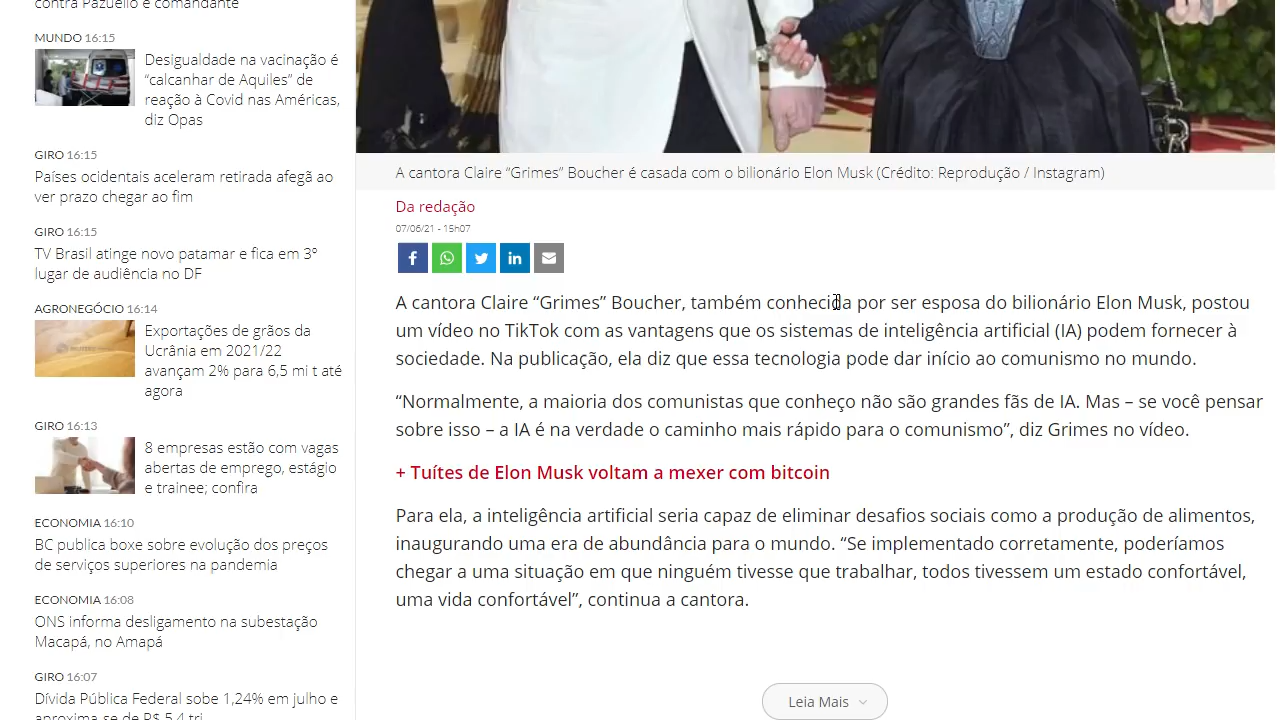 contra Pazuello e comandante
MUNDO 16:15
Desigualdade na vacinação é
“calcanhar de Aquiles” de
reação à Covid nas Américas,
diz Opas
GIRO 16:15
Países ocidentais aceleram retirada afegã ao
ver prazo chegar ao fim
GIRO 16:15
TV Brasil atinge novo patamar e fica em 3º
lugar de audiência no DF
AGRONEGÓCIO 16:14
Exportações de grãos da
Ucrânia em 2021/22
avançam 2% para 6,5 mi t até
agora
GIRO 16:13
8 empresas estão com vagas
abertas de emprego, estágio
e trainee; confira
ECONOMIA 16:10
BC publica boxe sobre evolução dos preços
de serviços superiores na pandemia
ECONOMIA 16:08
ONS informa desligamento na subestação
Macapá, no Amapá
GIRO 16:07
Dívida Pública Federal sobe 1,24% em julho e
aproxima-se de R$ 5,4 tri
A cantora Claire “Grimes” Boucher é casada com o bilionário Elon Musk (Crédito: Reprodução / Instagram)
Da redação
07/06/21 - 15h07
A cantora Claire “Grimes” Boucher, também conhecida por ser esposa do bilionário Elon Musk, postou
um vídeo no TikTok com as vantagens que os sistemas de inteligência artificial (IA) podem fornecer à
sociedade. Na publicação, ela diz que essa tecnologia pode dar início ao comunismo no mundo.
“Normalmente, a maioria dos comunistas que conheço não são grandes fãs de IA. Mas – se você pensar
sobre isso – a IA é na verdade o caminho mais rápido para o comunismo”, diz Grimes no vídeo.
+ Tuítes de Elon Musk voltam a mexer com bitcoin
Para ela, a inteligência artificial seria capaz de eliminar desafios sociais como a produção de alimentos,
inaugurando uma era de abundância para o mundo. “Se implementado corretamente, poderíamos
chegar a uma situação em que ninguém tivesse que trabalhar, todos tivessem um estado confortável,
uma vida confortável”, continua a cantora.
Leia Mais